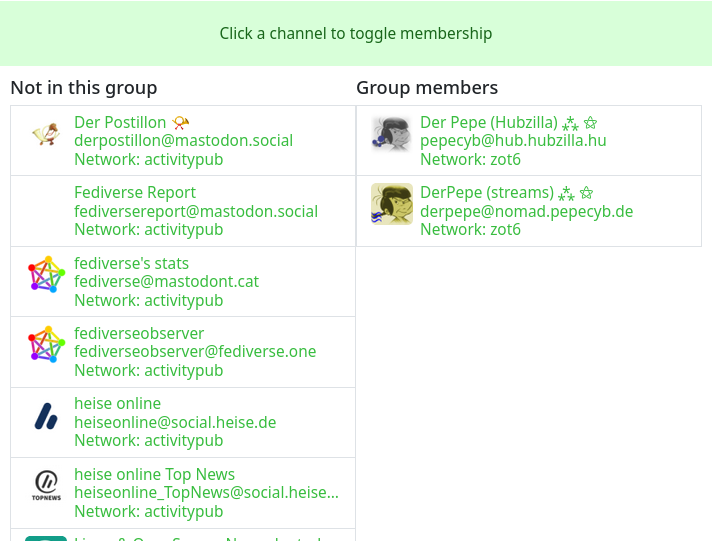 Click a channel to toggle membership
Not in this group
Der Postillon 📯
derpostillon@mastodon.social
Network: activitypub
Fediverse Report
fediversereport@mastodon.social
Network: activitypub
fediverse's stats
fediverse@mastodont.cat
Network: activitypub
fediverseobserver
fediverseobserver@fediverse.one
Network: activitypub
heise online
heiseonline@social.heise.de
Network: activitypub
TOPNEWS
heise online Top News
heiseonline_TopNews@social.heise...
Network: activitypub
Group members
Der Pepe (Hubzilla) ⁂ ⚝
pepecyb@hub.hubzilla.hu
Network: zot6
DerPepe (streams) ⁂ ⚝
derpepe@nomad.pepecyb.de
Network: zot6